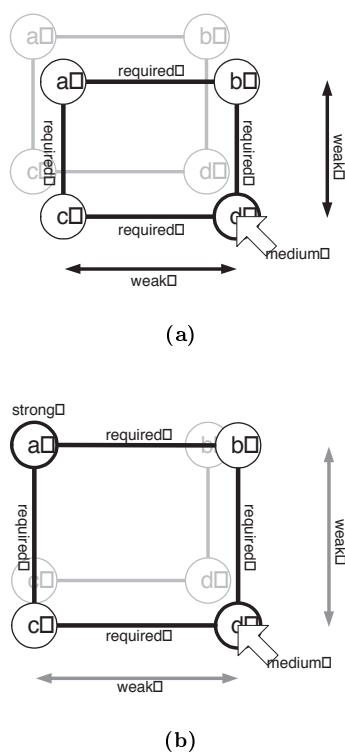 a□ b□
a□ required□ b□
required□ required□ weak□
c□ d□
c□ required□ d□
medium□
weak□
(a)
strong□
a□ required□ b□ b□
required□ required□ weak□
c□ d□
c□ required□ d□
medium□
weak□
(b)